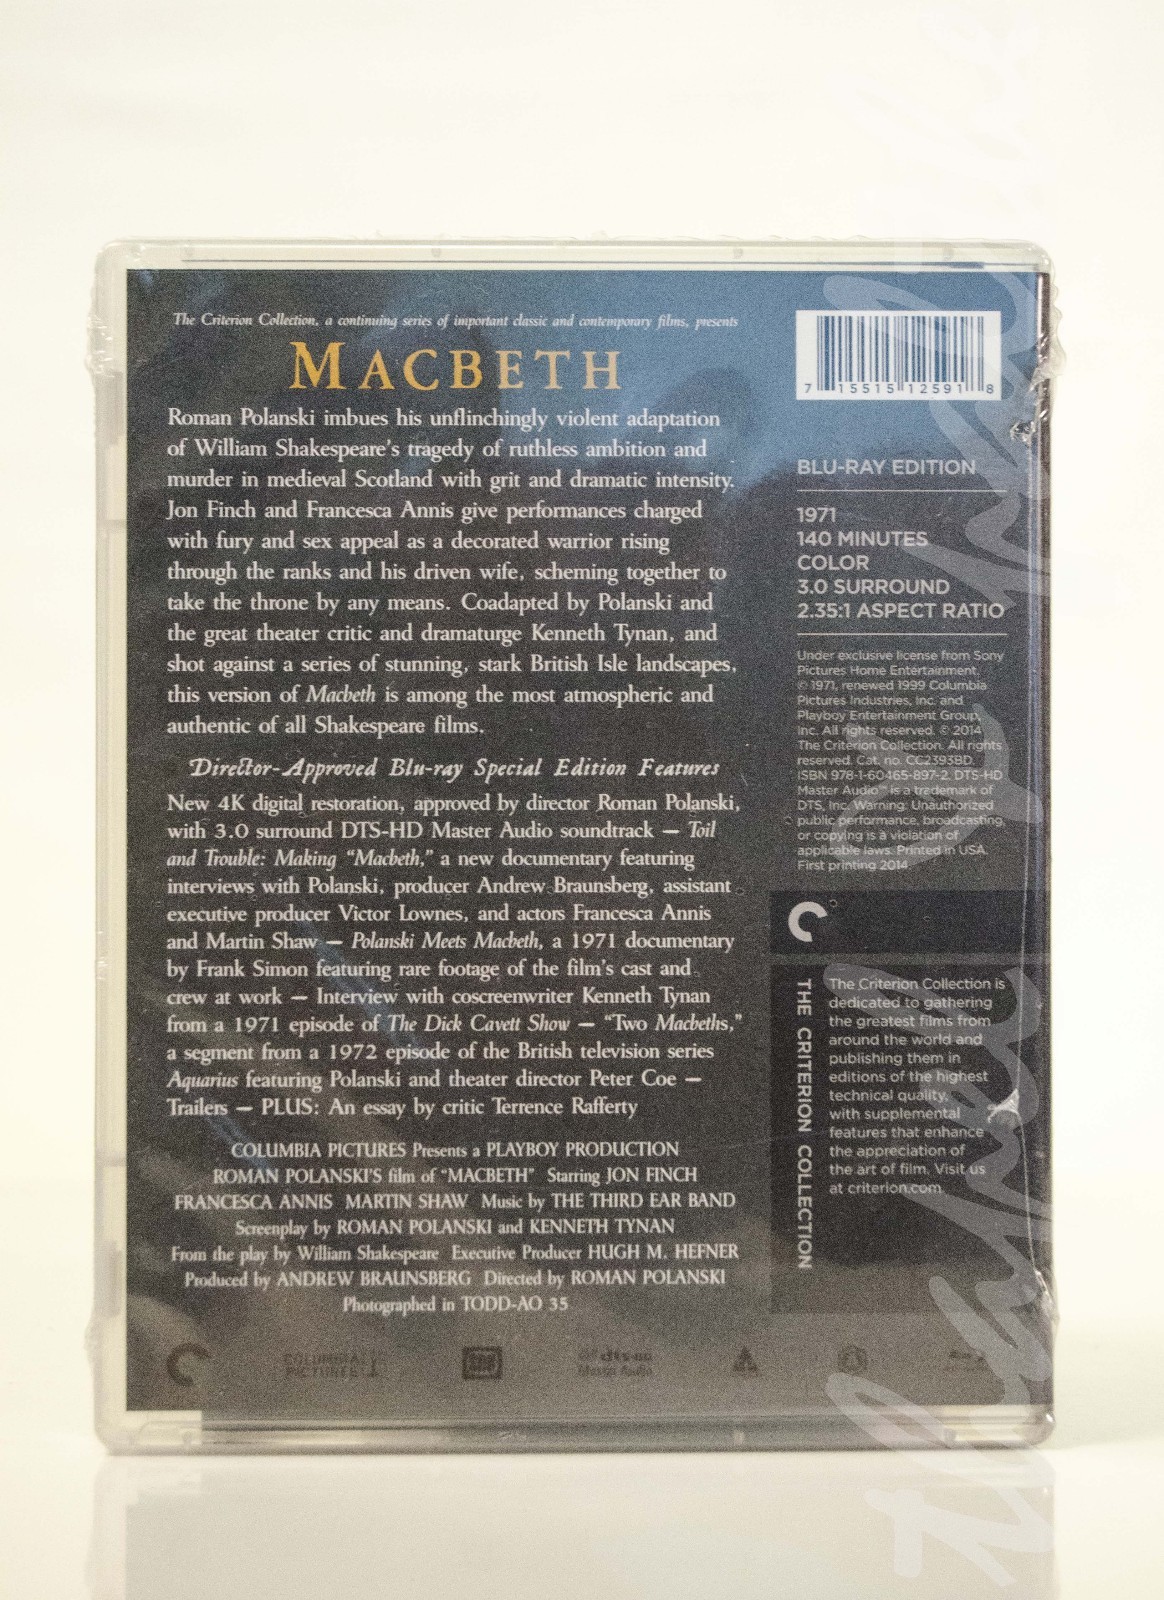 The Criterion Collection, a continuing series of important classic and contemporary films, presents
MACBETH
Roman Polanski imbues his unflinchingly violent adaptation
of William Shakespeare's tragedy of ruthless ambition and
murder in medieval Scotland with grit and dramatic intensity.
Jon Finch and Francesca Annis give performances charged
with fury and sex appeal as a decorated warrior rising
through the ranks and his driven wife, scheming together to
take the throne by any means. Coadapted by Polanski and
the great theater critic and dramaturge Kenneth Tynan, and
shot against a series of stunning, stark British Isle landscapes,
this version of Macbeth is among the most atmospheric and
authentic of all Shakespeare films.
Director-Approved Blu-ray Special Edition Features
New 4K digital restoration, approved by director Roman Polanski,
with 3.0 surround DTS-HD Master Audio soundtrack — Toil
and Trouble: Making "Macbeth," a new documentary featuring
interviews with Polanski, producer Andrew Braunsberg, assistant
executive producer Victor Lownes, and actors Francesca Annis
and Martin Shaw — Polanski Meets Macbeth, a 1971 documentary
by Frank Simon featuring rare footage of the film's cast and
crew at work — Interview with coscreenwriter Kenneth Tynan
from a 1971 episode of The Dick Cavett Show — "Two Macbeths,"
a segment from a 1972 episode of the British television series
Aquarius featuring Polanski and theater director Peter Coe —
Trailers — PLUS: An essay by critic Terrence Rafferty
COLUMBIA PICTURES Presents a PLAYBOY PRODUCTION
ROMAN POLANSKI'S film of "MACBETH" Starring JON FINCH
FRANCESCA ANNIS MARTIN SHAW Music by THE THIRD EAR BAND
Screenplay by ROMAN POLANSKI and KENNETH TYNAN
From the play by William Shakespeare Executive Producer HUGH M. HEFNER
Produced by ANDREW BRAUNSBERG Directed by ROMAN POLANSKI
Photographed in TODD-AO 35
COLUMBIA
PICTURES
dts-HD
Master Audio
7 15515 12591 8
BLU-RAY EDITION
1971
140 MINUTES
COLOR
3.0 SURROUND
2.35:1 ASPECT RATIO
Under exclusive license from Sony
Pictures Home Entertainment.
© 1971, renewed 1999 Columbia
Pictures Industries, Inc. and
Playboy Entertainment Group,
Inc. All rights reserved. © 2014
The Criterion Collection. All rights
reserved. Cat. no. CC2393BD.
ISBN 978-1-60465-897-2. DTS-HD
Master Audio™ is a trademark of
DTS, Inc. Warning: Unauthorized
public performance, broadcasting,
or copying is a violation of
applicable laws. Printed in USA.
First printing 2014
THE CRITERION COLLECTION
The Criterion Collection is
dedicated to gathering
the greatest films from
around the world and
publishing them in
editions of the highest
technical quality,
with supplemental
features that enhance
the appreciation of
the art of film. Visit us
at criterion.com